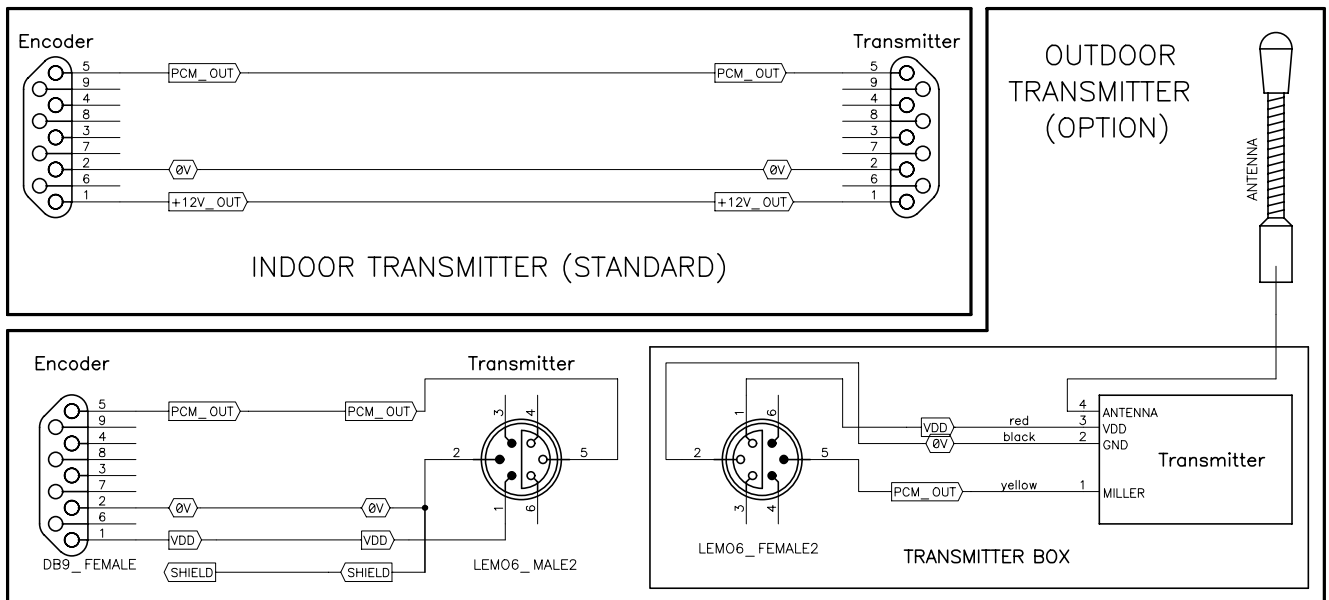 Encoder
Transmitter
5 PCM_OUT PCM_OUT 5
9 9
4 4
8 8
3 3
7 7
2 0V 0V 2
6 6
1 +12V_OUT +12V_OUT 1
INDOOR TRANSMITTER (STANDARD)
OUTDOOR
TRANSMITTER
(OPTION)
ANTENNA
Encoder
Transmitter
5 PCM_OUT PCM_OUT
9
4
8
3
7
2 0V 0V
6
1 VDD VDD
DB9_FEMALE
SHIELD SHIELD
3 4
2 5
1 6
LEMO6_MALE2
1 6
2 5
3 4
LEMO6_FEMALE2
4 ANTENNA
VDD red 3 VDD
0V black 2 GND
Transmitter
PCM_OUT yellow 1 MILLER
TRANSMITTER BOX